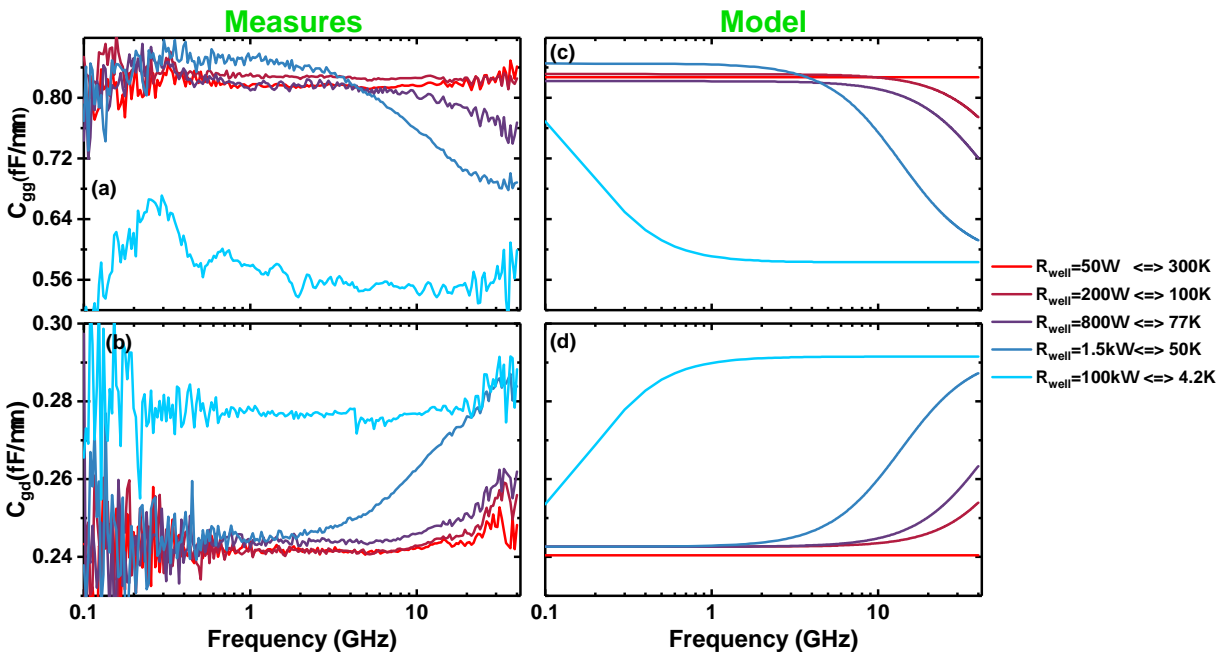 Measures
Model
C_gg(fF/mm)
0.80
0.72
0.64
0.56
(a)
(c)
C_gd(fF/mm)
0.30
0.28
0.26
0.24
(b)
(d)
0.1
1
10
Frequency (GHz)
0.1
1
10
Frequency (GHz)
R_well=50W <=> 300K
R_well=200W <=> 100K
R_well=800W <=> 77K
R_well=1.5kW<=> 50K
R_well=100kW <=> 4.2K